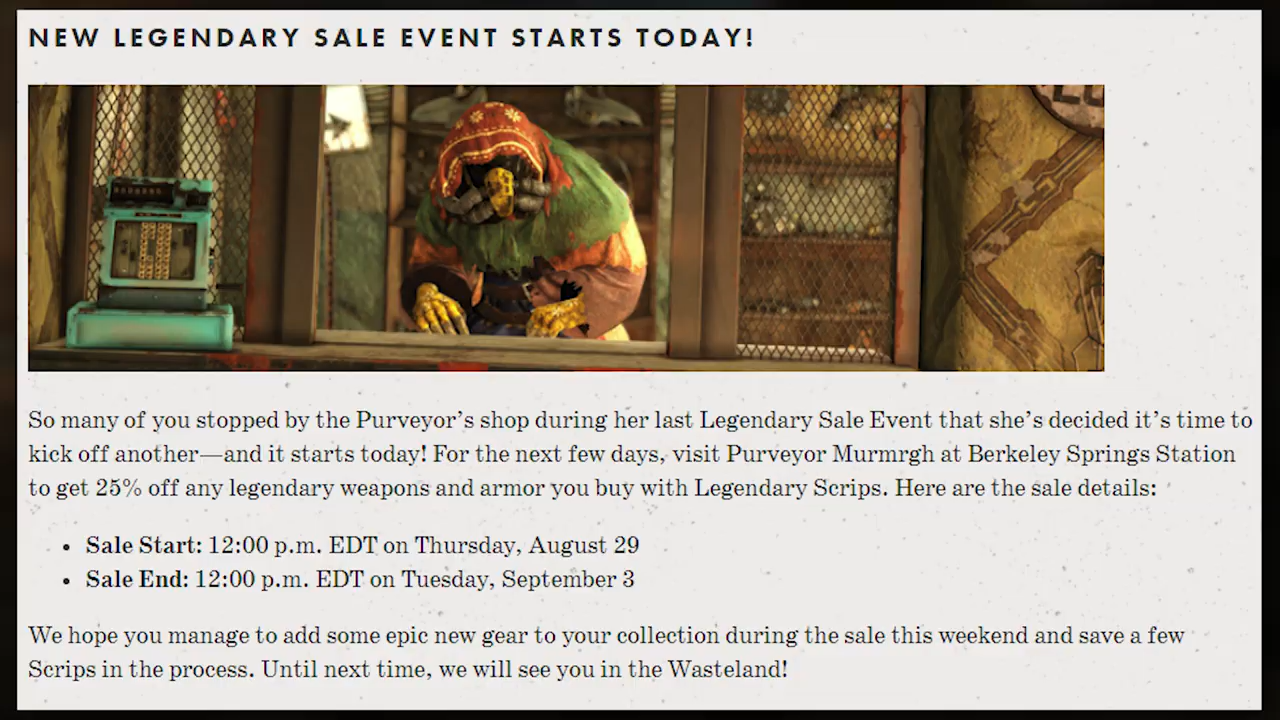 NEW LEGENDARY SALE EVENT STARTS TODAY!
So many of you stopped by the Purveyor’s shop during her last Legendary Sale Event that she’s decided it’s time to
kick off another—and it starts today! For the next few days, visit Purveyor Murmrgh at Berkeley Springs Station
to get 25% off any legendary weapons and armor you buy with Legendary Scrips. Here are the sale details:
• Sale Start: 12:00 p.m. EDT on Thursday, August 29
• Sale End: 12:00 p.m. EDT on Tuesday, September 3
We hope you manage to add some epic new gear to your collection during the sale this weekend and save a few
Scrips in the process. Until next time, we will see you in the Wasteland!